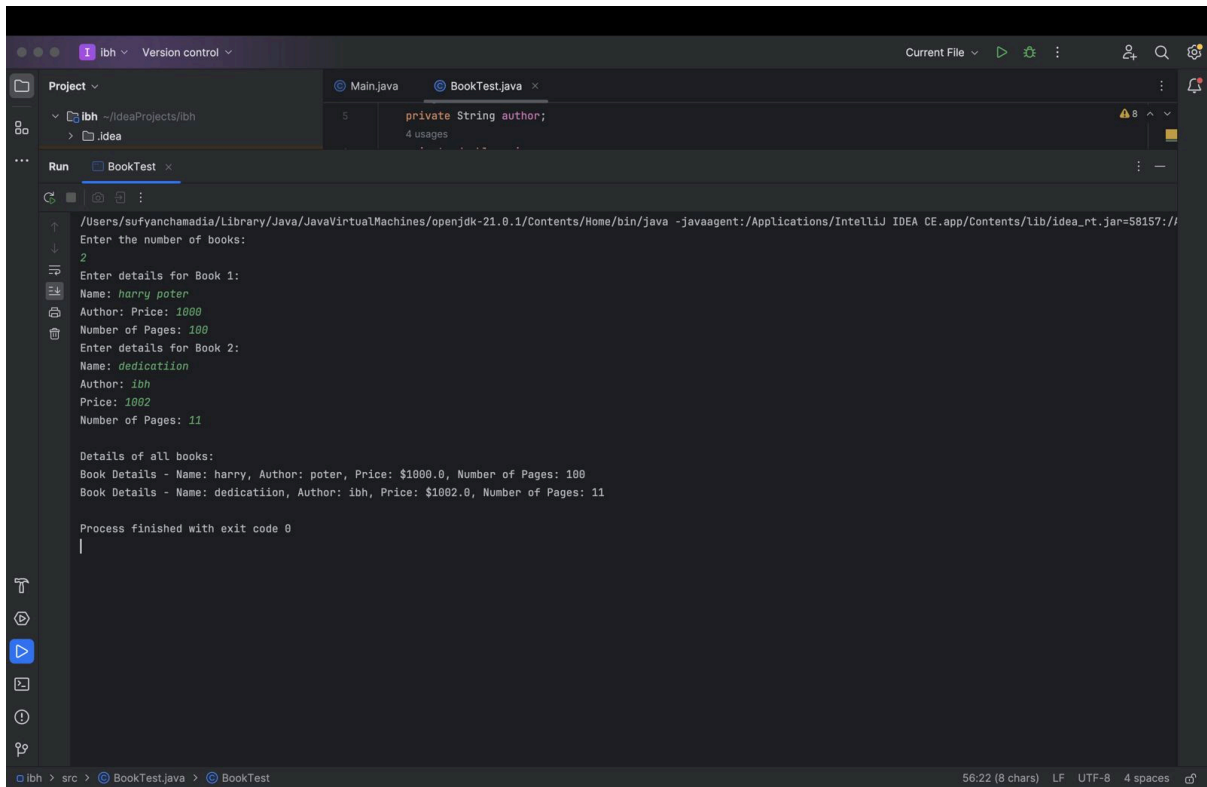 ibh Version control Current File
Project Main.java BookTest.java
ibh ~/IdeaProjects/ibh
.idea
5 private String author;
4 usages
8
Run BookTest
/Users/sufyanchamadia/Library/Java/JavaVirtualMachines/openjdk-21.0.1/Contents/Home/bin/java -javaagent:/Applications/IntelliJ IDEA CE.app/Contents/lib/idea_rt.jar=58157:/
Enter the number of books:
2
Enter details for Book 1:
Name: harry poter
Author: Price: 1000
Number of Pages: 100
Enter details for Book 2:
Name: dedicatiion
Author: ibh
Price: 1002
Number of Pages: 11
Details of all books:
Book Details - Name: harry, Author: poter, Price: $1000.0, Number of Pages: 100
Book Details - Name: dedicatiion, Author: ibh, Price: $1002.0, Number of Pages: 11
Process finished with exit code 0
ibh > src > BookTest.java > BookTest 56:22 (8 chars) LF UTF-8 4 spaces